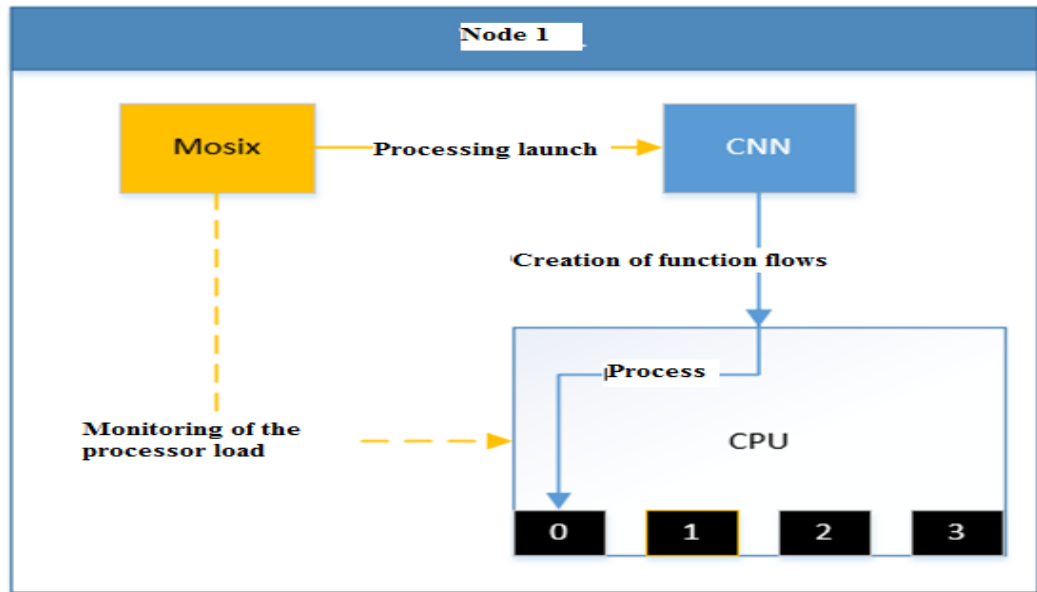 Node 1
Mosix
Processing launch
CNN
Creation of function flows
Process
Monitoring of the
processor load
CPU
0
1
2
3